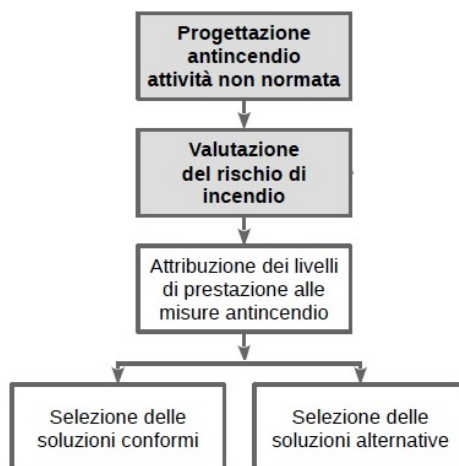 Progettazione
antincendio
attività non normata
Valutazione
del rischio di
incendio
Attribuzione dei livelli
di prestazione alle
misure antincendio
Selezione delle
soluzioni conformi
Selezione delle
soluzioni alternative